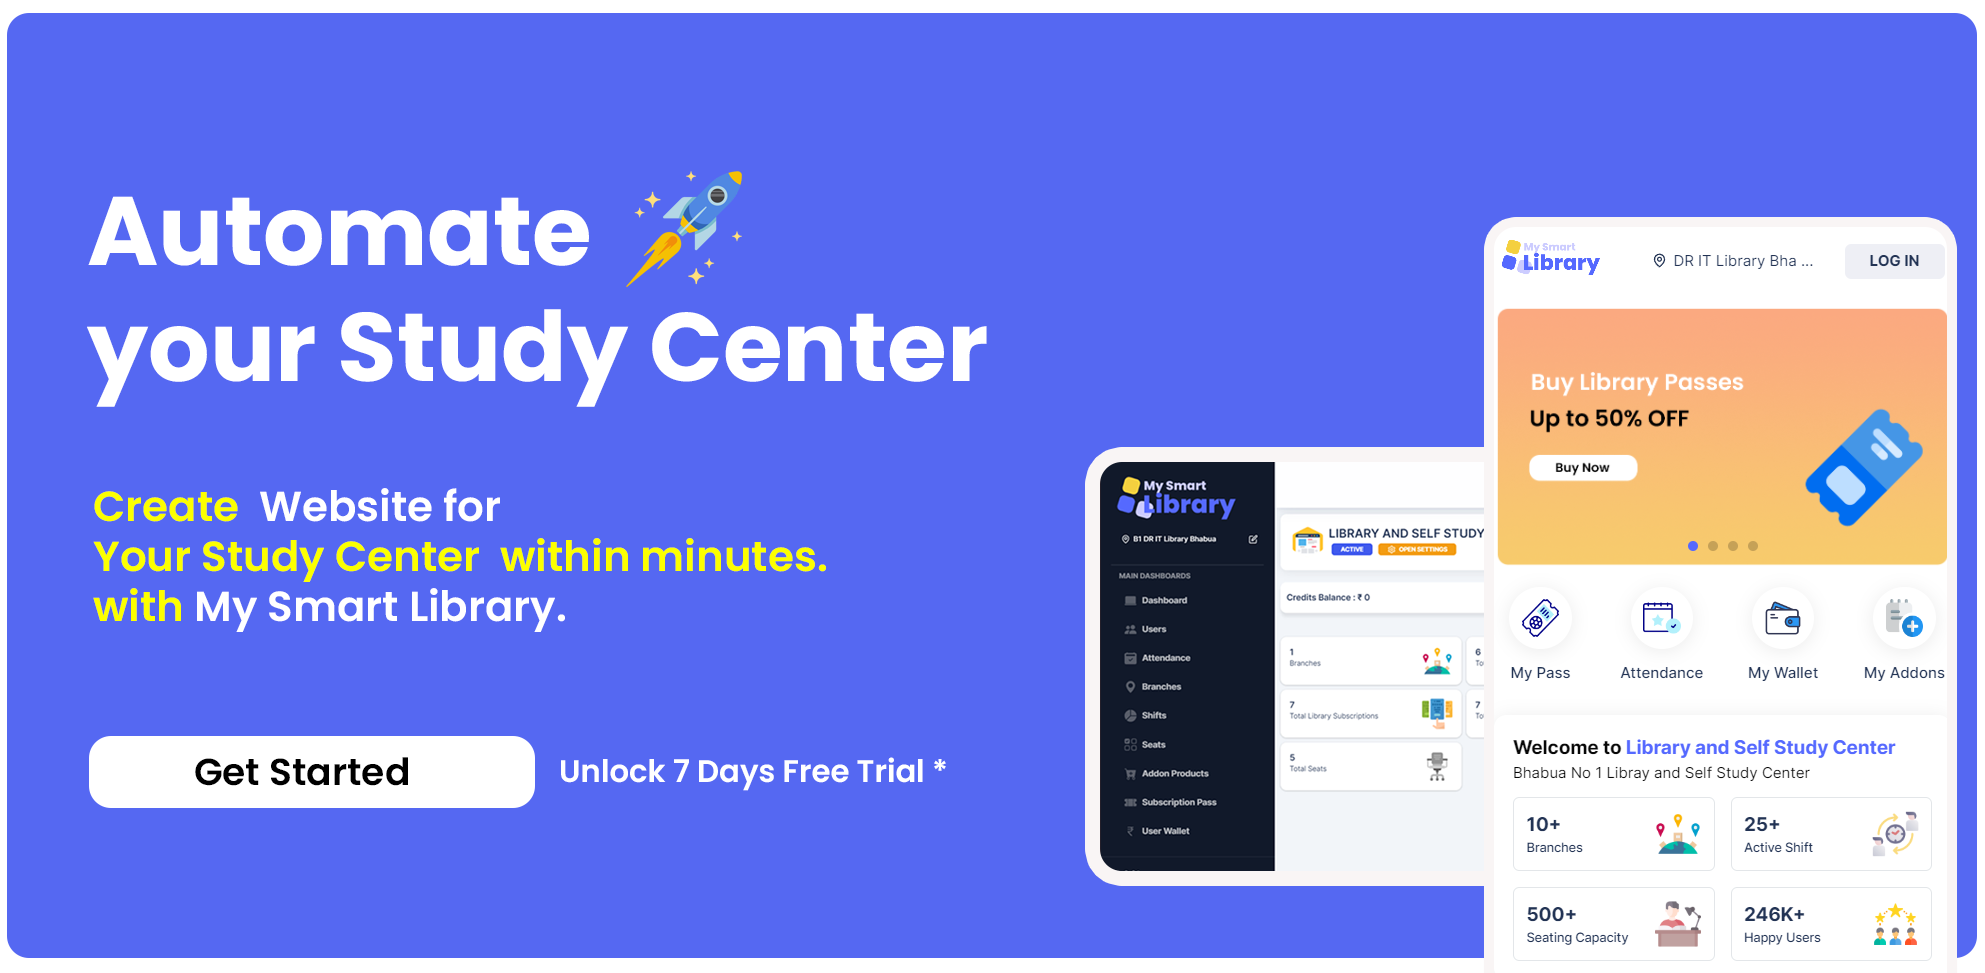 Automate
your Study Center
Create Website for
Your Study Center within minutes.
with My Smart Library.
Get Started
Unlock 7 Days Free Trial *
My Smart
Library
B1 DR IT Library Bhabua
MAIN DASHBOARDS
Dashboard
Users
Attendance
Branches
Shifts
Seats
Addon Products
Subscription Pass
User Wallet
LIBRARY AND SELF STUDY
ACTIVE
OPEN SETTINGS
Credits Balance : ₹ 0
1
Branches
6
To
7
Total Library Subscriptions
7
To
5
Total Seats
My Smart
Library
DR IT Library Bha ...
LOG IN
Buy Library Passes
Up to 50% OFF
Buy Now
My Pass
Attendance
My Wallet
My Addons
Welcome to Library and Self Study Center
Bhabua No 1 Libray and Self Study Center
10+
Branches
25+
Active Shift
500+
Seating Capacity
246K+
Happy Users